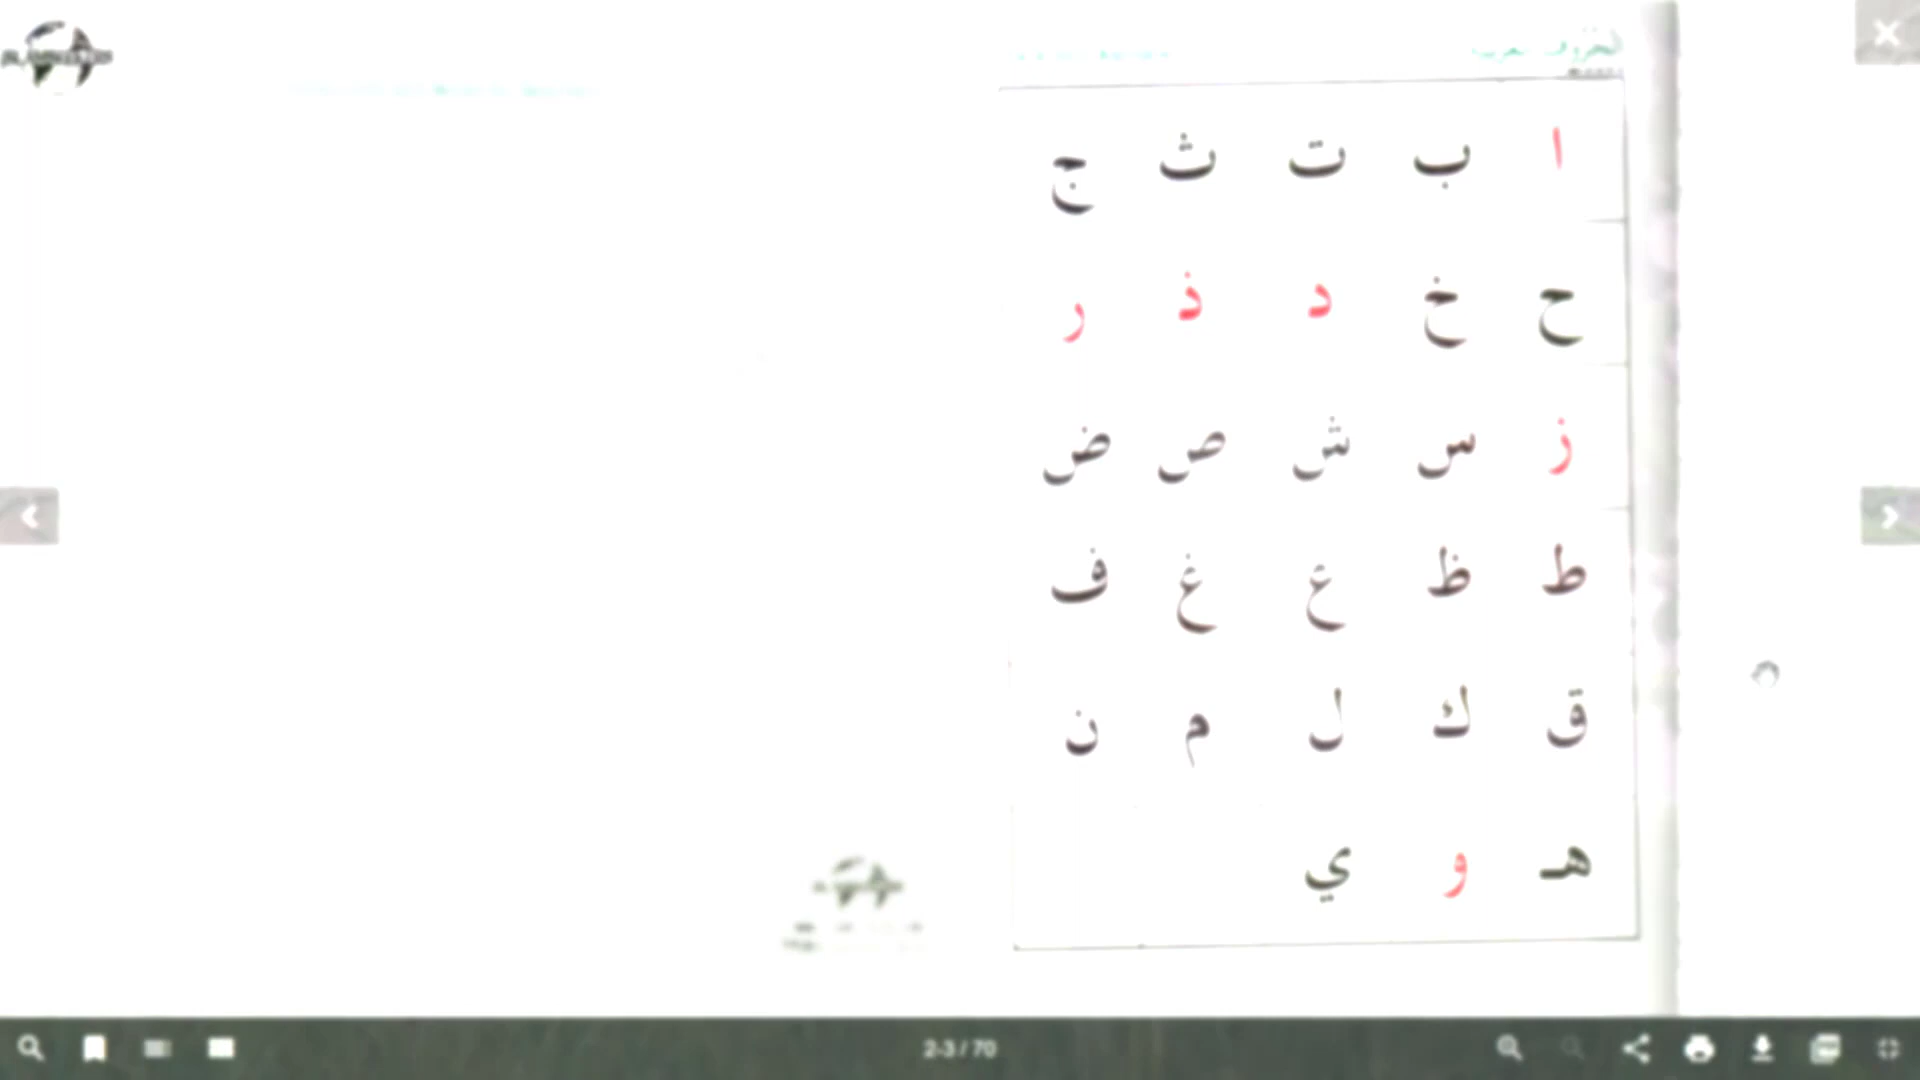 ا ب ت ث ج
ح خ د ذ ر
ز س ش ص ض
ط ظ ع غ ف
ق ك ل م ن
هـ و ي
2-3 / 70